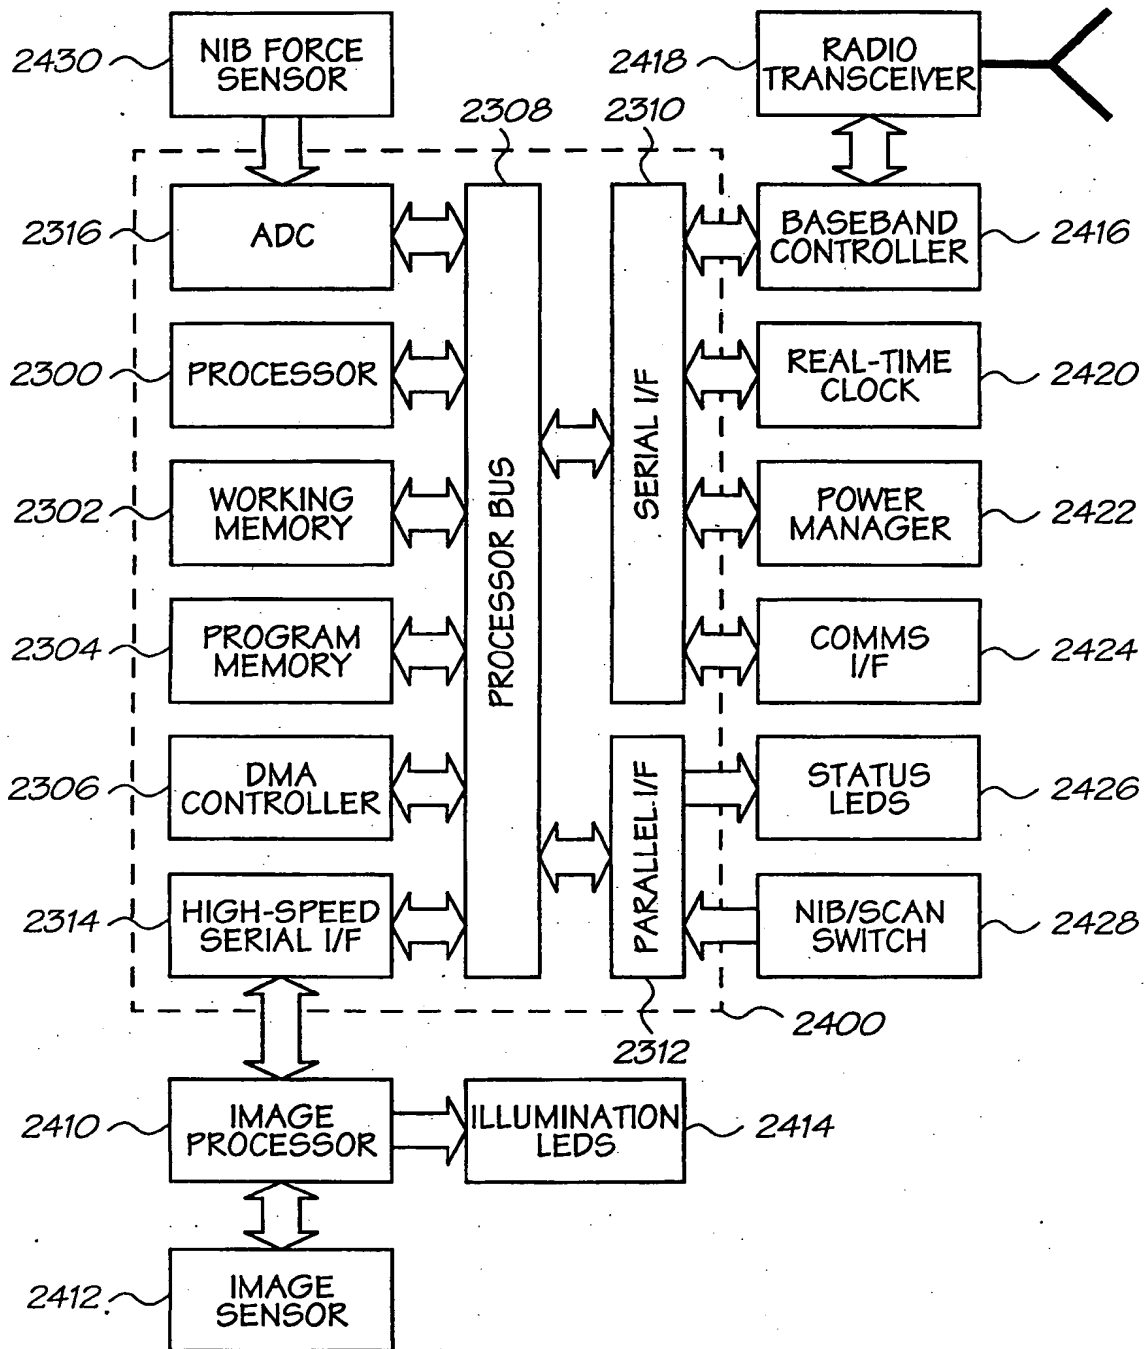 2430
NIB FORCE
SENSOR
2418
RADIO
TRANSCEIVER
2308
2310
2316
ADC
BASEBAND
CONTROLLER
2416
2300
PROCESSOR
REAL-TIME
CLOCK
2420
2302
WORKING
MEMORY
PROCESSOR BUS
SERIAL I/F
POWER
MANAGER
2422
2304
PROGRAM
MEMORY
COMMS
I/F
2424
2306
DMA
CONTROLLER
PARALLEL I/F
STATUS
LEDS
2426
2314
HIGH-SPEED
SERIAL I/F
NIB/SCAN
SWITCH
2428
2312
2400
2410
IMAGE
PROCESSOR
ILLUMINATION
LEDS
2414
2412
IMAGE
SENSOR